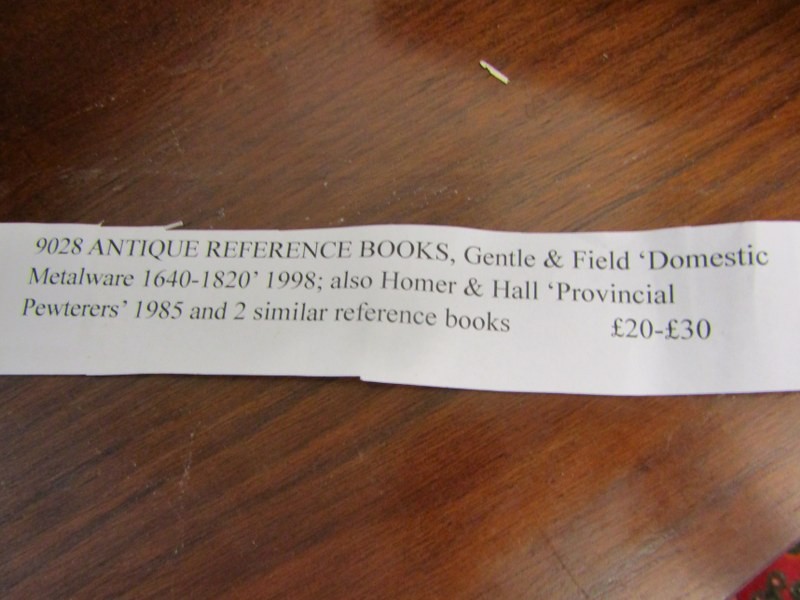 9028 ANTIQUE REFERENCE BOOKS, Gentle & Field ‘Domestic
Metalware 1640-1820’ 1998; also Homer & Hall ‘Provincial
Pewterers’ 1985 and 2 similar reference books £20-£30